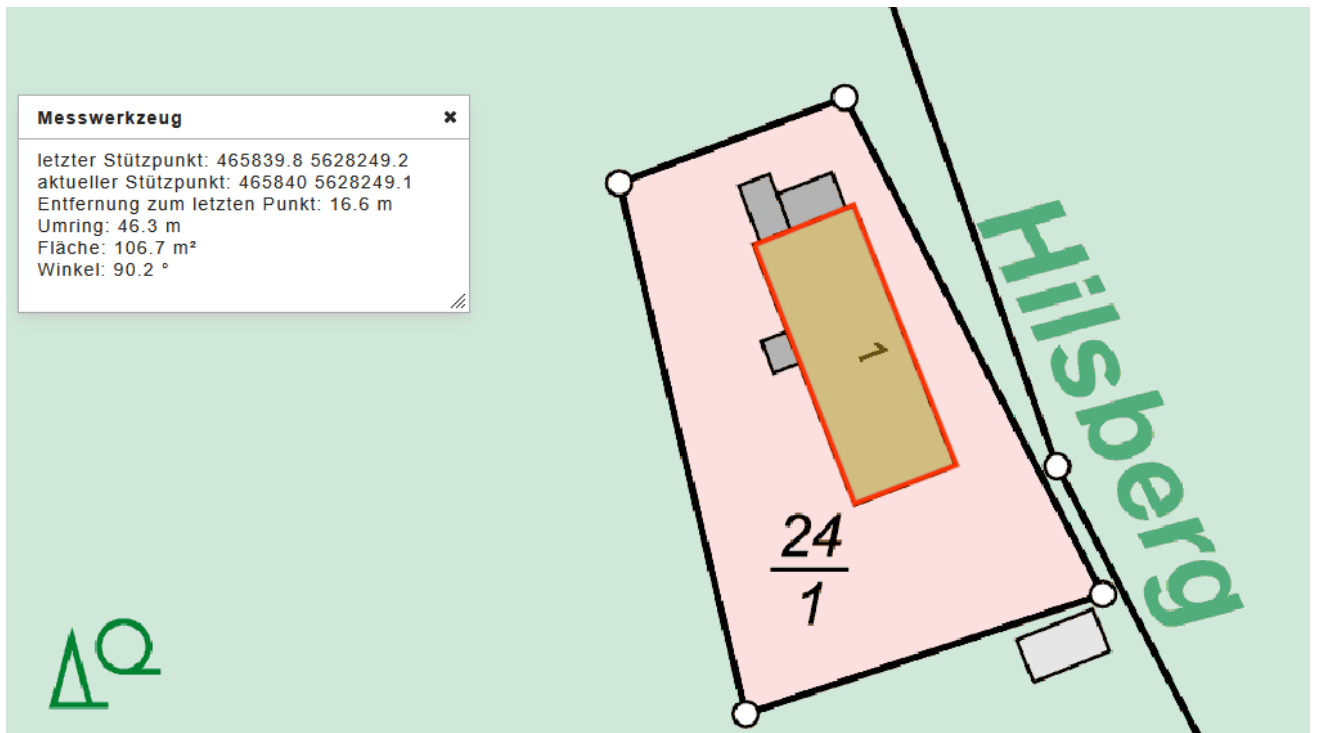 Messwerkzeug
letzter Stützpunkt: 465839.8 5628249.2
aktueller Stützpunkt: 465840 5628249.1
Entfernung zum letzten Punkt: 16.6 m
Umring: 46.3 m
Fläche: 106.7 m²
Winkel: 90.2 °
Hilsberg
1
24
1